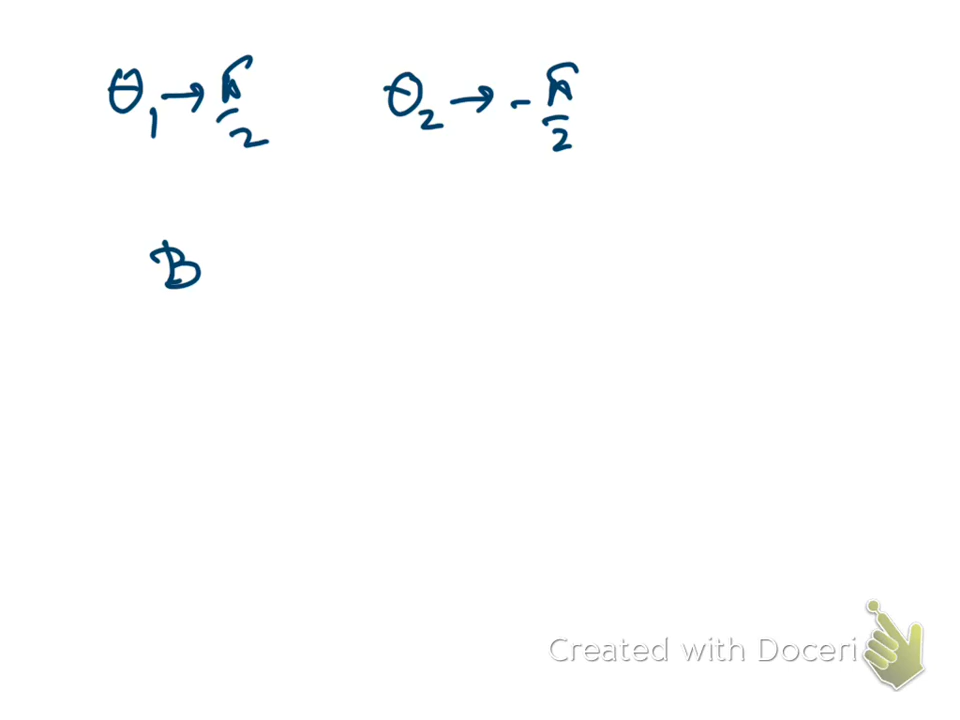 θ₁ → π/2 θ₂ → - π/2
B
Created with Doceri